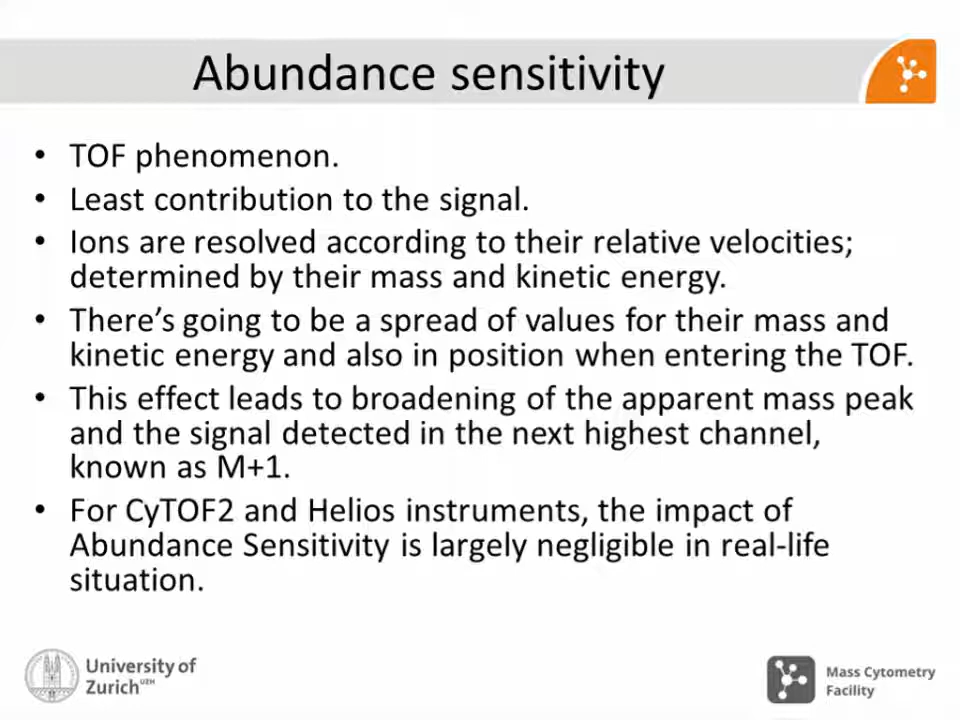 Abundance sensitivity
• TOF phenomenon.
• Least contribution to the signal.
• Ions are resolved according to their relative velocities;
determined by their mass and kinetic energy.
• There's going to be a spread of values for their mass and
kinetic energy and also in position when entering the TOF.
• This effect leads to broadening of the apparent mass peak
and the signal detected in the next highest channel,
known as M+1.
• For CyTOF2 and Helios instruments, the impact of
Abundance Sensitivity is largely negligible in real-life
situation.
University of
Zurich UZH
Mass Cytometry
Facility